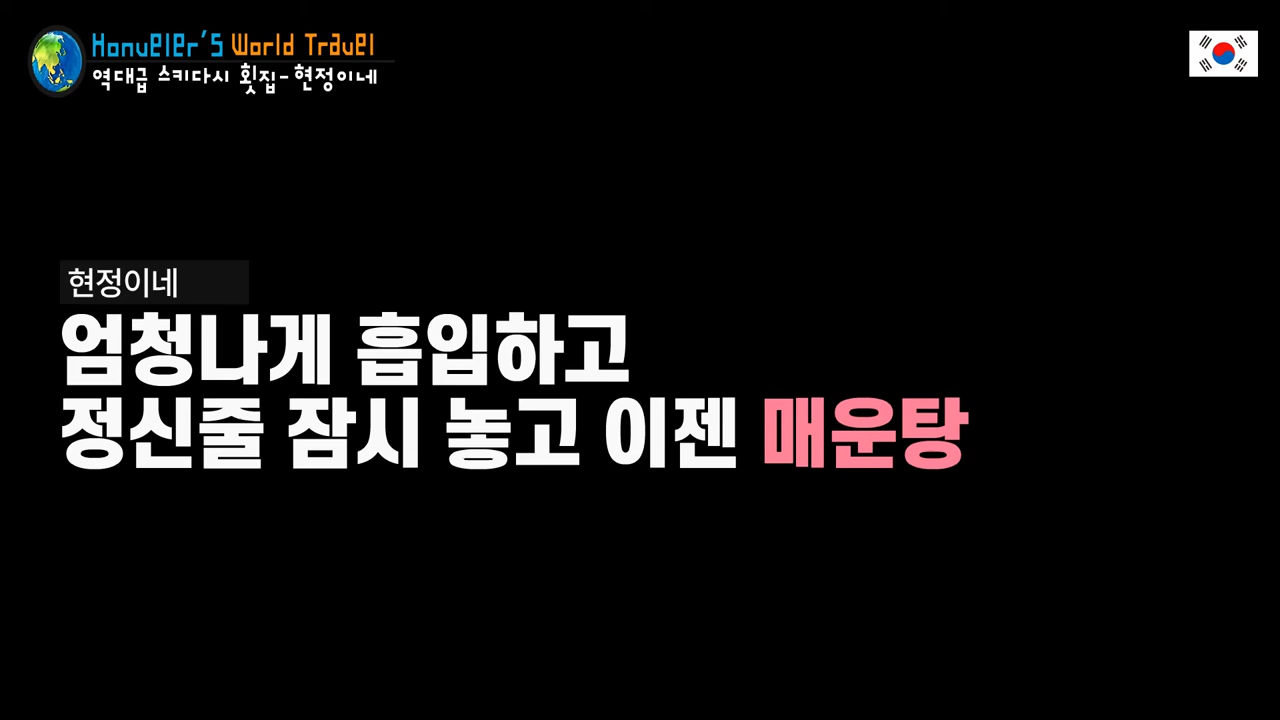 Hanveler's World Travel
역대급 스키다시 횟집-현정이네
현정이네
엄청나게 흡입하고
정신줄 잠시 놓고 이젠 매운탕